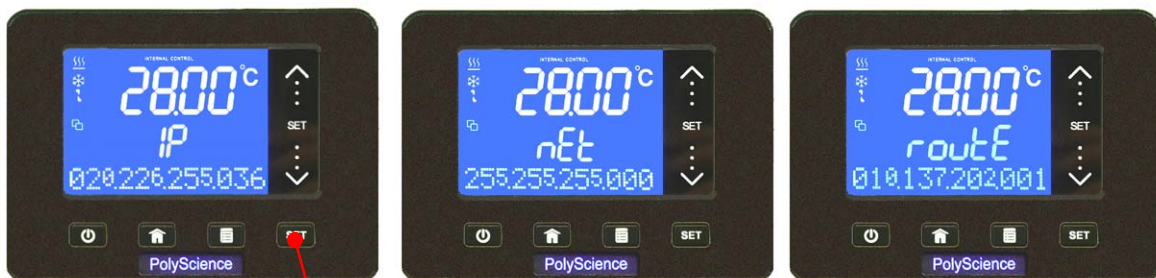 INTERNAL CONTROL
28.00°C
IP
020.226.255.036
SET
SET
PolyScience
INTERNAL CONTROL
28.00°C
nEt
255.255.255.000
SET
SET
PolyScience
INTERNAL CONTROL
28.00°C
routE
010.137.202.001
SET
SET
PolyScience